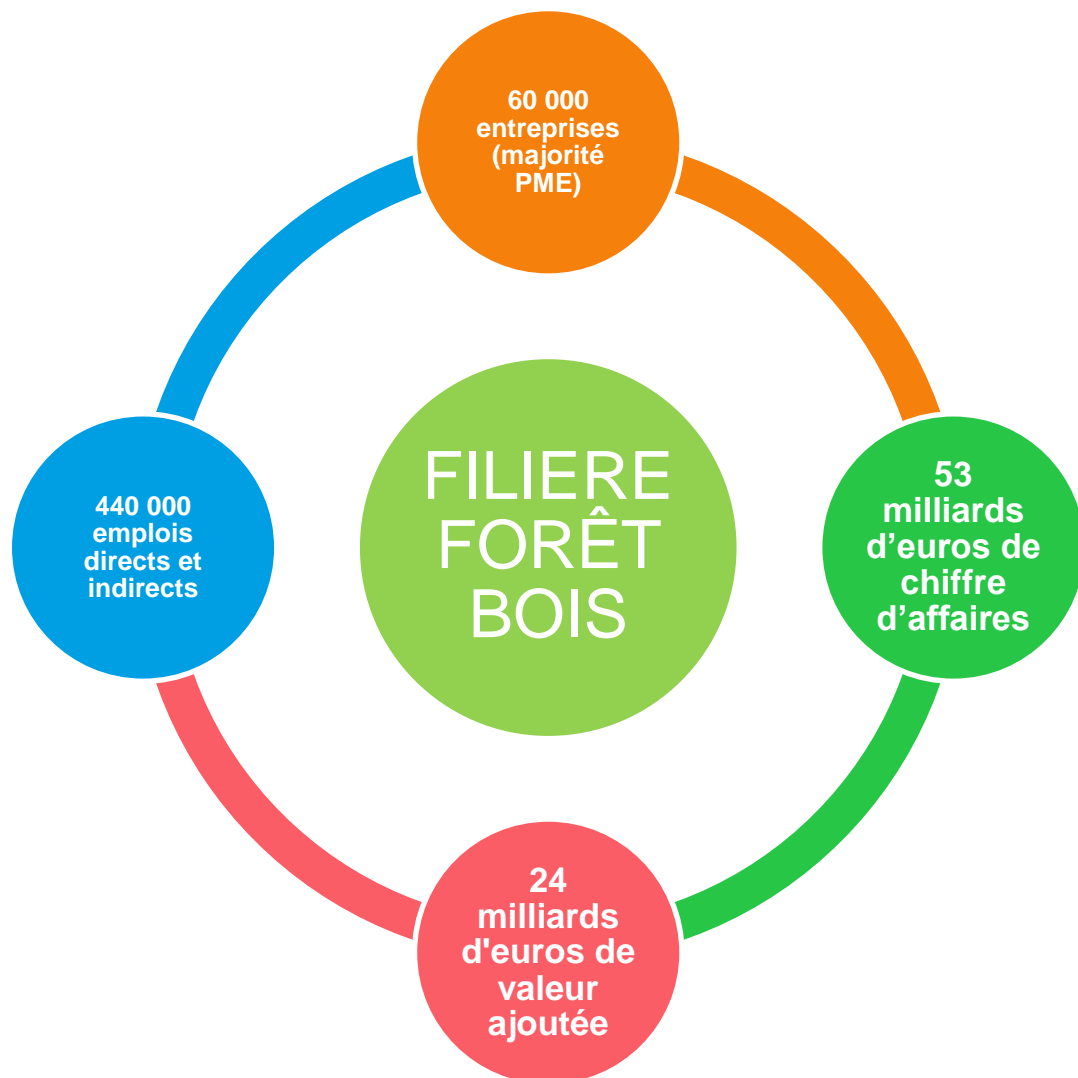 60 000
entreprises
(majorité
PME)
FILIERE
FORÊT
BOIS
53
milliards
d’euros de
chiffre
d’affaires
440 000
emplois
directs et
indirects
24
milliards
d'euros de
valeur
ajoutée